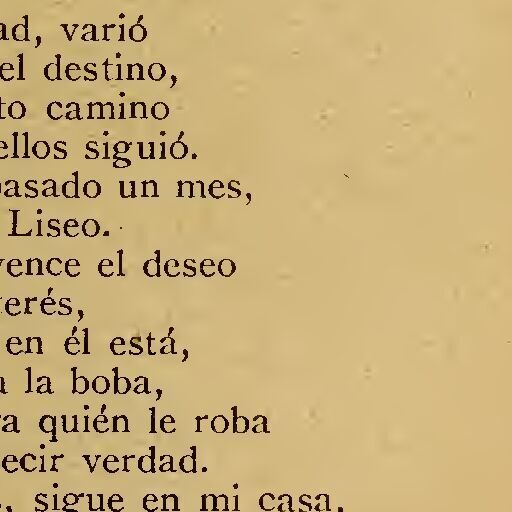 ad, varió
el destino,
to camino
ellos siguió.
pasado un mes,
Liseo.
vence el deseo
terés,
en él está,
a la boba,
ra quién le roba
ecir verdad.
, sigue en mi casa,